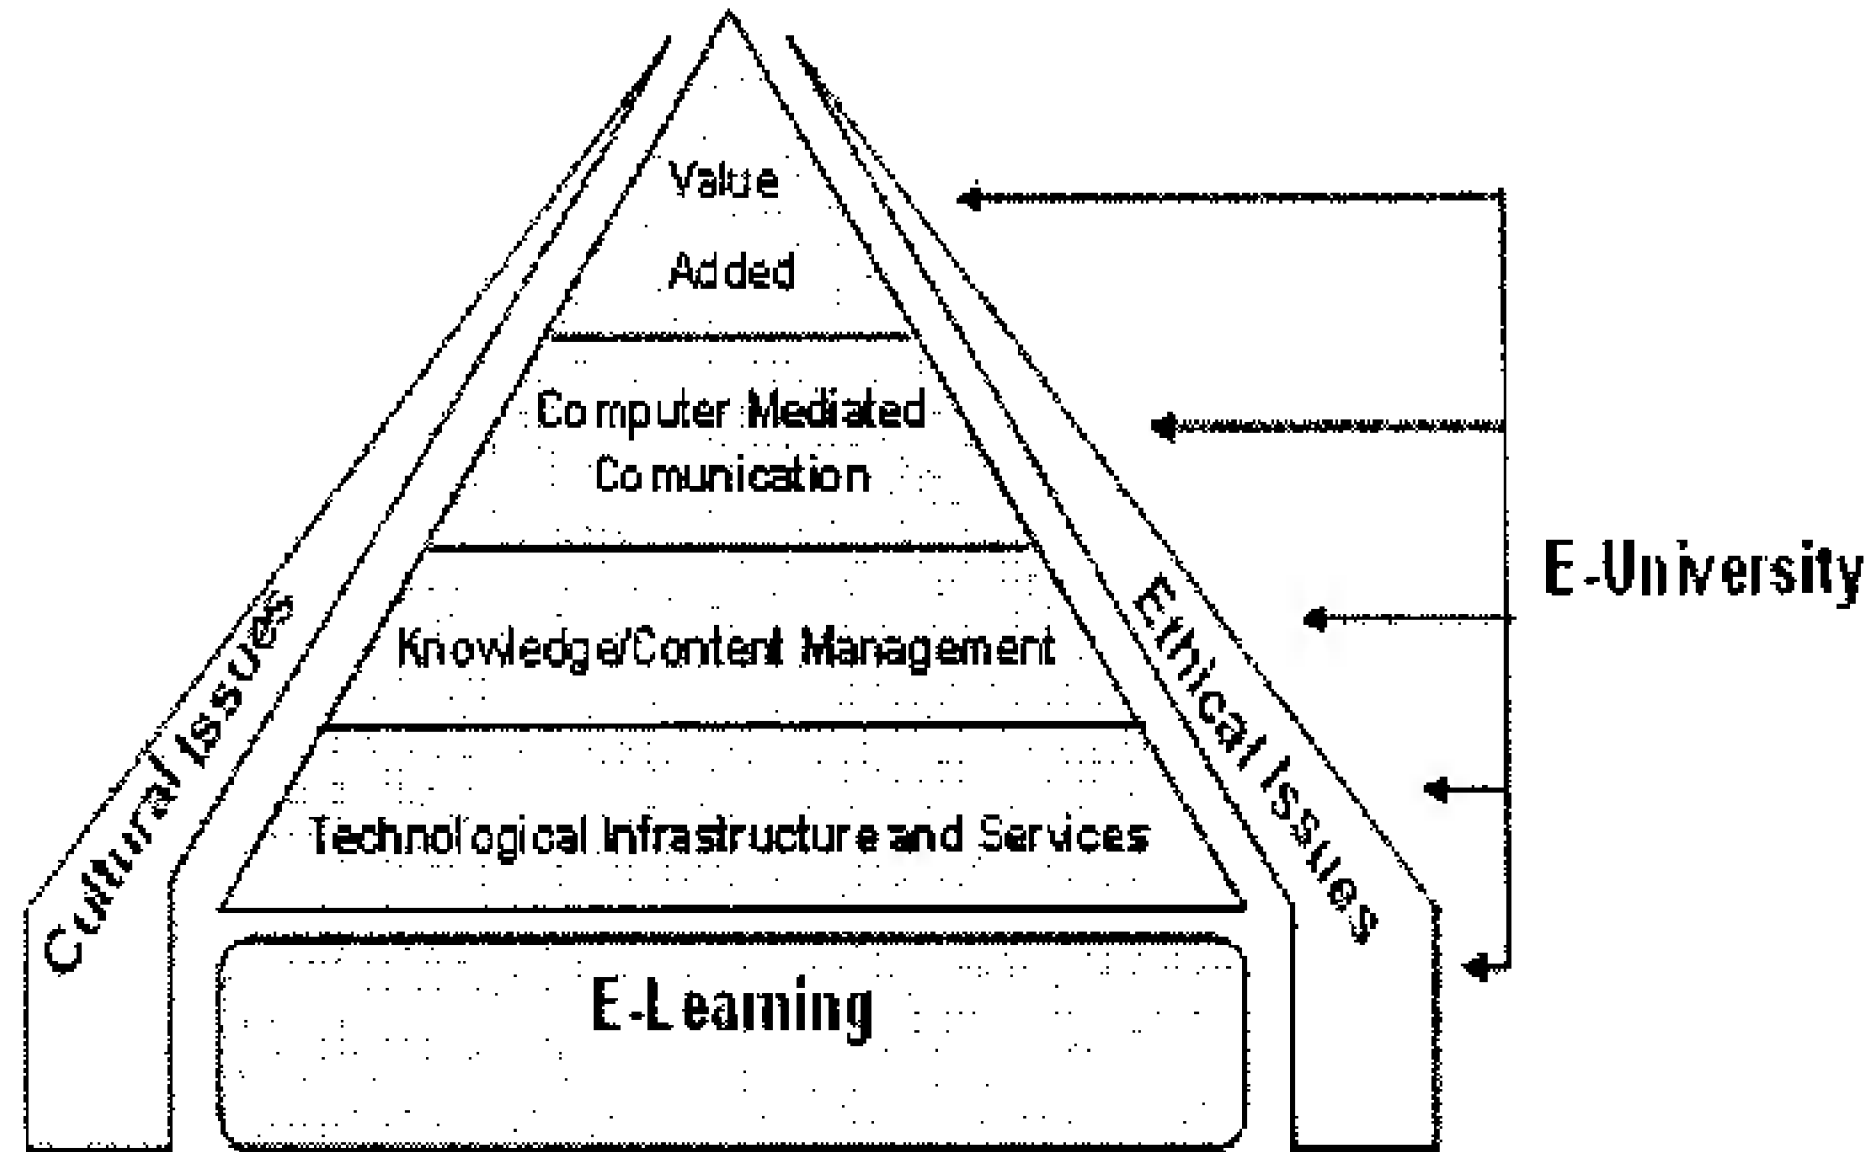 Value
Added
Computer Mediated
Comunication
Knowledge/Content Management
Technological Infrastructure and Services
E-Learning
Cultural Issues
Ethical Issues
E-University